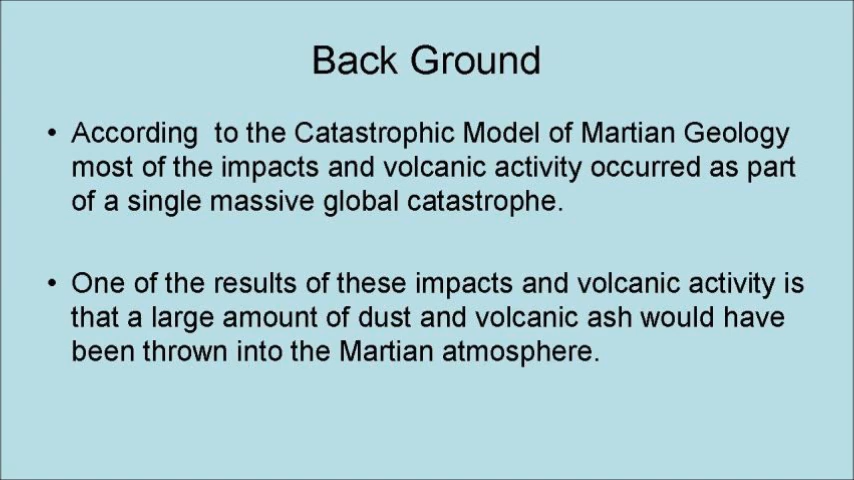 Back Ground
• According  to the Catastrophic Model of Martian Geology
most of the impacts and volcanic activity occurred as part
of a single massive global catastrophe.
• One of the results of these impacts and volcanic activity is
that a large amount of dust and volcanic ash would have
been thrown into the Martian atmosphere.